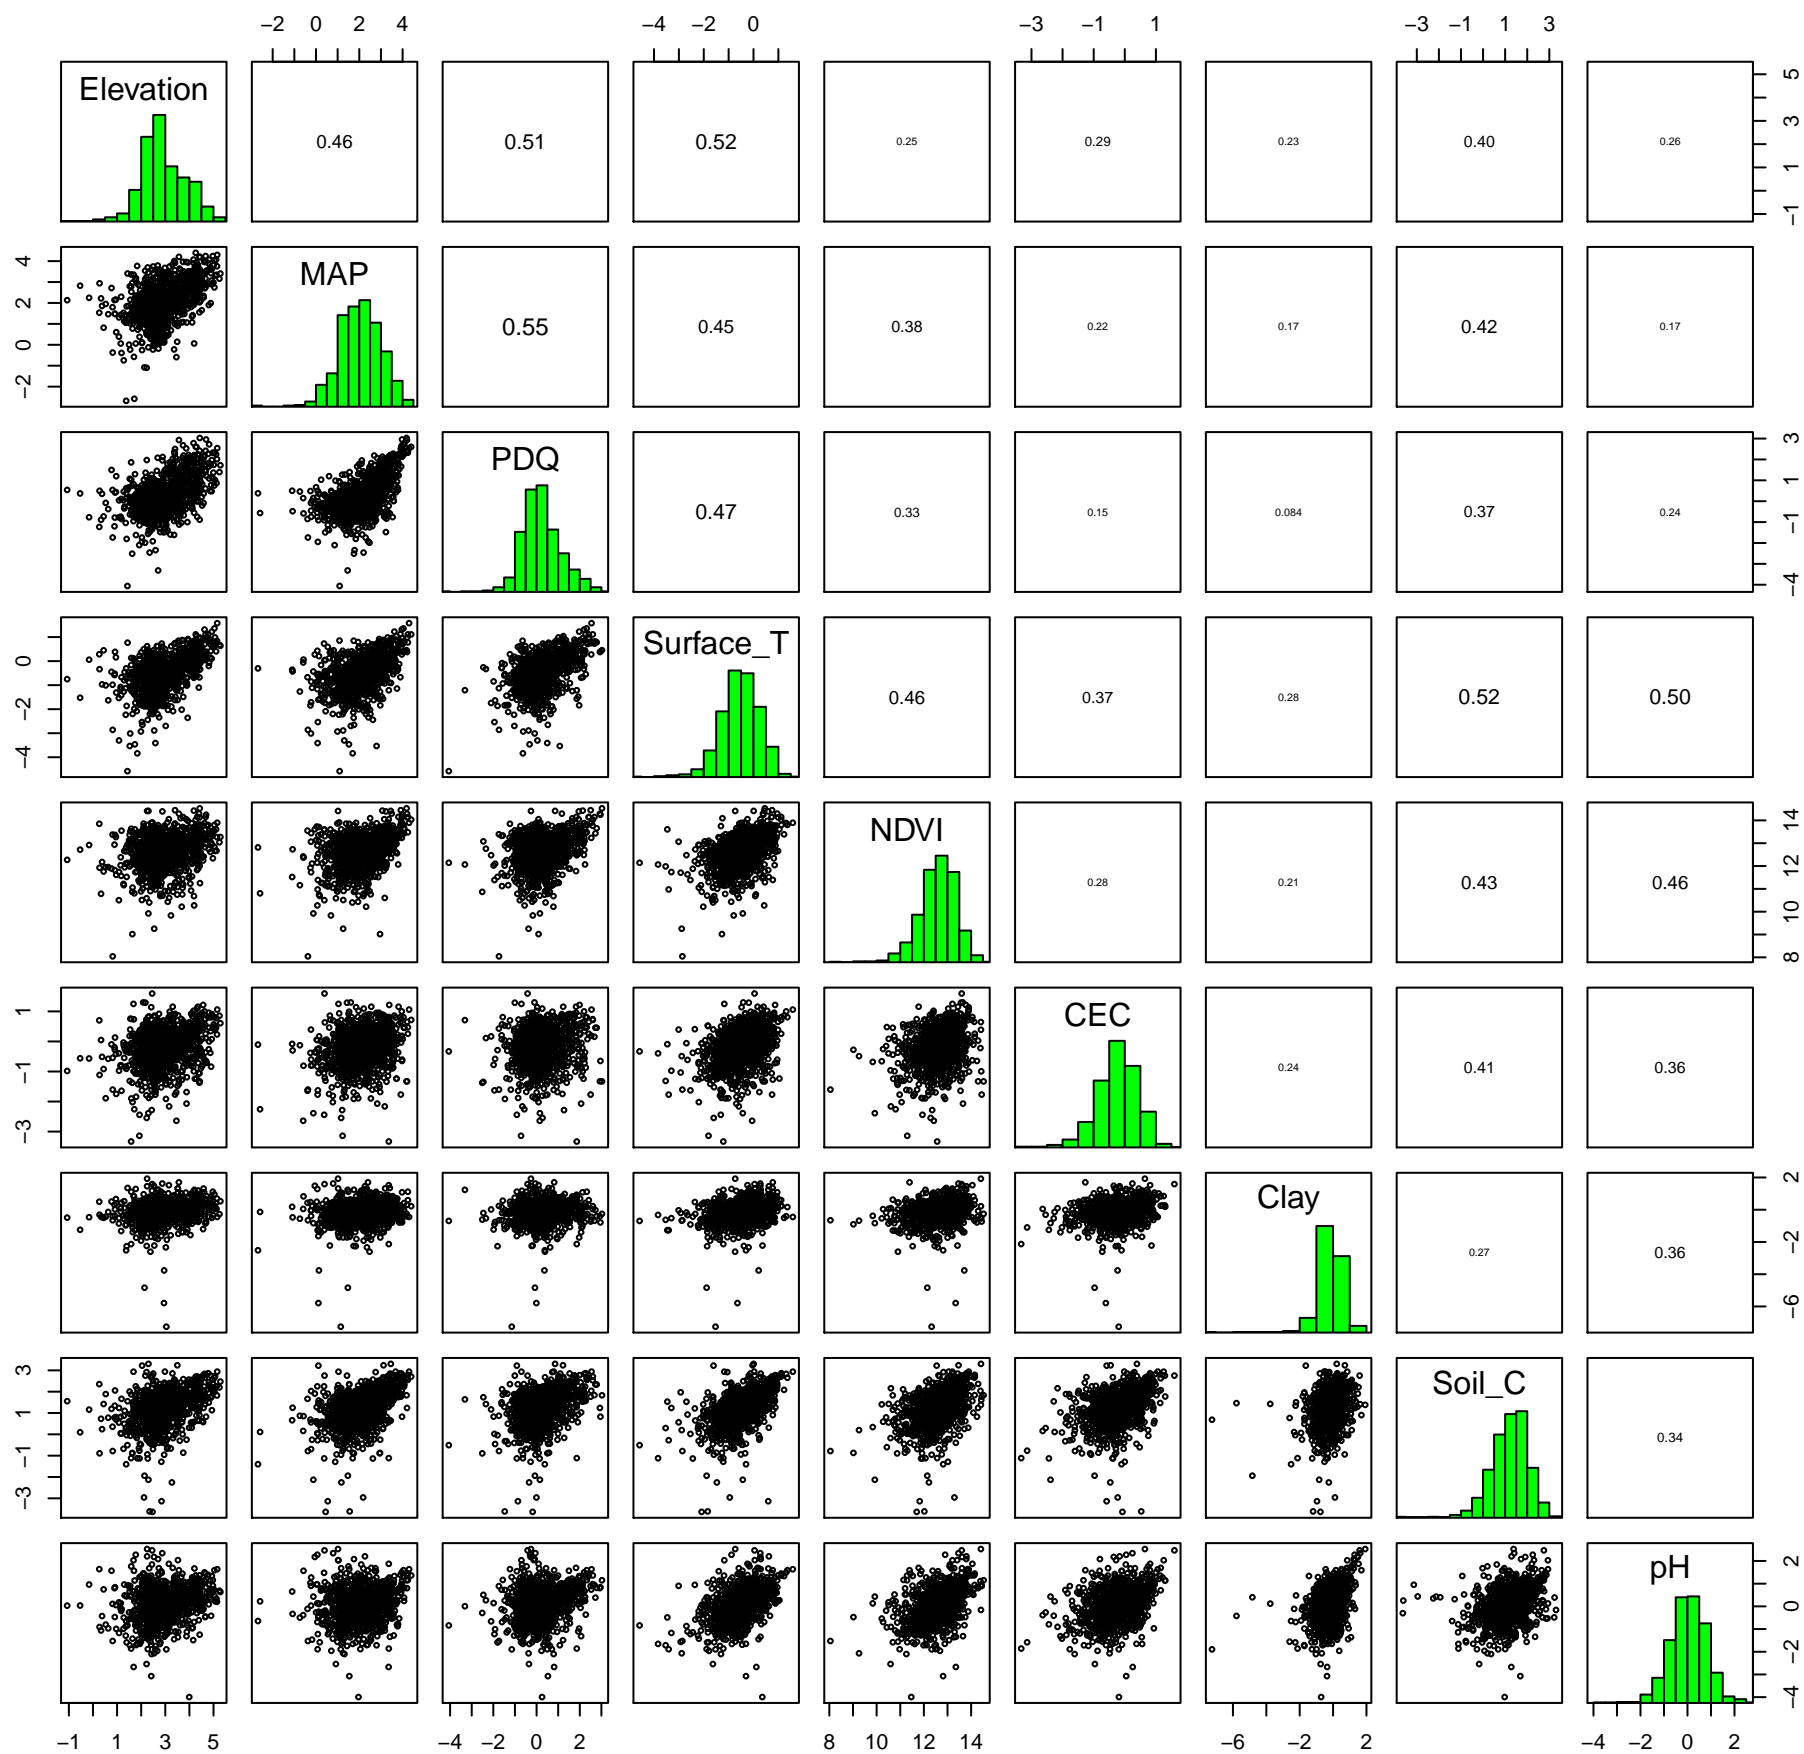 −2 0 2 4 −4 −2 0 −3 −1 1 −3 −1 1 3
Elevation 0.46 0.51 0.52 0.25 0.29 0.23 0.40 0.26 −1 1 3 5
−2 0 2 4 MAP 0.55 0.45 0.38 0.22 0.17 0.42 0.17
PDQ 0.47 0.33 0.15 0.084 0.37 0.24 −4 −1 1 3
−4 −2 0 Surface_T 0.46 0.37 0.28 0.52 0.50
NDVI 0.28 0.21 0.43 0.46 8 10 12 14
−3 −1 1 CEC 0.24 0.41 0.36
Clay 0.27 0.36 −6 −2 0 2
−3 −1 1 3 Soil_C 0.34
pH −4 −2 0 2
−1 1 3 5 −4 −2 0 2 8 10 12 14 −6 −2 2 −4 −2 0 2